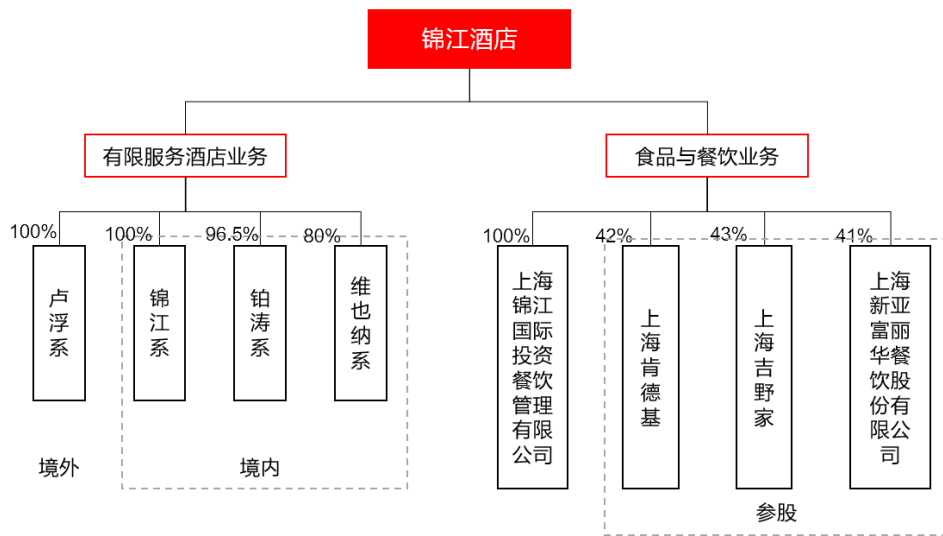 锦江酒店
有限服务酒店业务
食品与餐饮业务
100%
100%
96.5%
80%
100%
42%
43%
41%
卢浮系
锦江系
铂涛系
维也纳系
上海
锦江
国际
投资
餐饮
管理
有限
公司
上海肯德基
上海吉野家
上海
新亚
富丽
华餐
饮股
份有
限公
司
境外
境内
参股